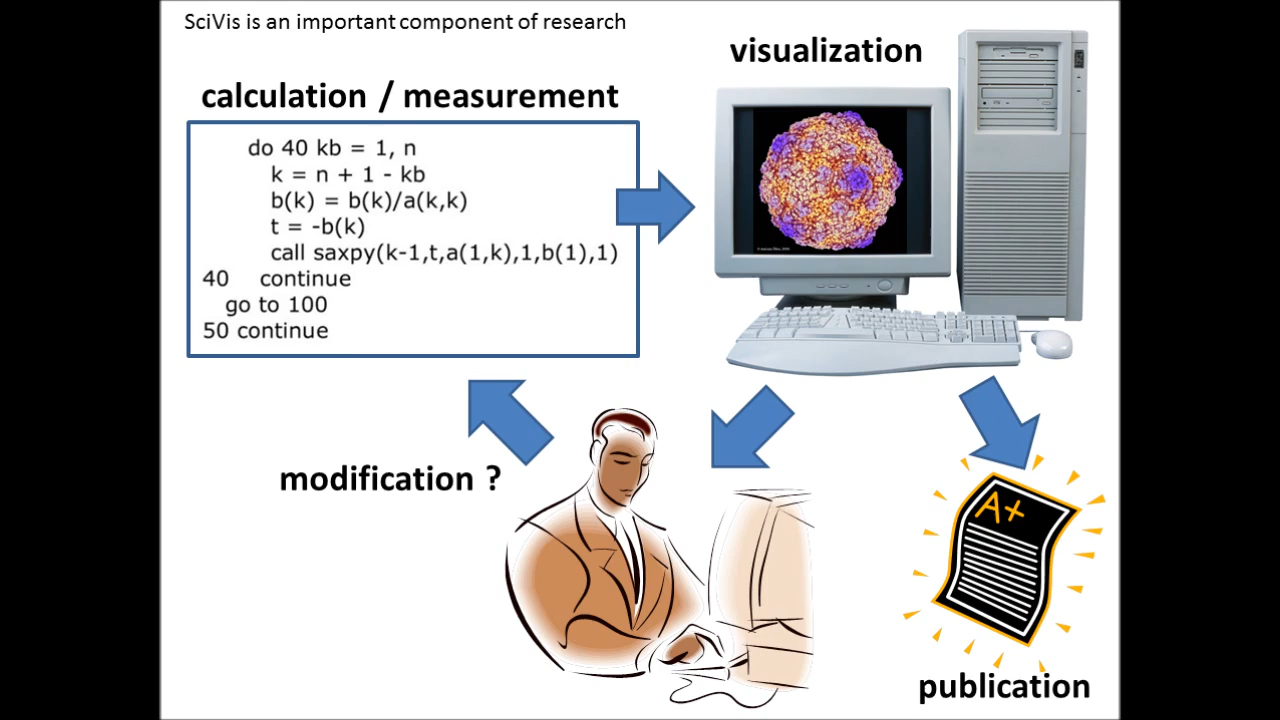 SciVis is an important component of research
visualization
calculation / measurement
do 40 kb = 1, n
k = n + 1 - kb
b(k) = b(k)/a(k,k)
t = -b(k)
call saxpy(k-1,t,a(1,k),1,b(1),1)
40 continue
go to 100
50 continue
modification ?
A+
publication